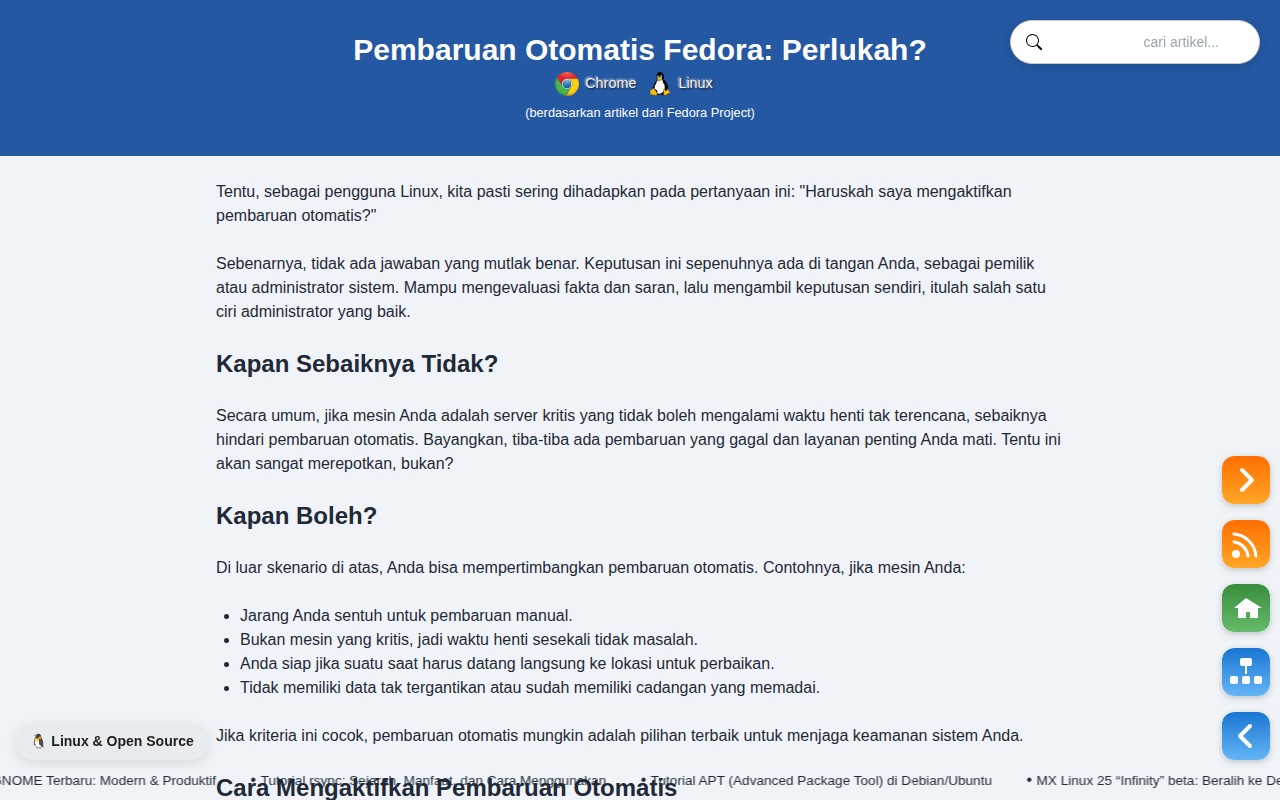 Pembaruan Otomatis Fedora: Perlukah?
cari artikel...
Chrome Linux
(berdasarkan artikel dari Fedora Project)
Tentu, sebagai pengguna Linux, kita pasti sering dihadapkan pada pertanyaan ini: "Haruskah saya mengaktifkan
pembaruan otomatis?"
Sebenarnya, tidak ada jawaban yang mutlak benar. Keputusan ini sepenuhnya ada di tangan Anda, sebagai pemilik
atau administrator sistem. Mampu mengevaluasi fakta dan saran, lalu mengambil keputusan sendiri, itulah salah satu
ciri administrator yang baik.
Kapan Sebaiknya Tidak?
Secara umum, jika mesin Anda adalah server kritis yang tidak boleh mengalami waktu henti tak terencana, sebaiknya
hindari pembaruan otomatis. Bayangkan, tiba-tiba ada pembaruan yang gagal dan layanan penting Anda mati. Tentu ini
akan sangat merepotkan, bukan?
Kapan Boleh?
Di luar skenario di atas, Anda bisa mempertimbangkan pembaruan otomatis. Contohnya, jika mesin Anda:
• Jarang Anda sentuh untuk pembaruan manual.
• Bukan mesin yang kritis, jadi waktu henti sesekali tidak masalah.
• Anda siap jika suatu saat harus datang langsung ke lokasi untuk perbaikan.
• Tidak memiliki data tak tergantikan atau sudah memiliki cadangan yang memadai.
Jika kriteria ini cocok, pembaruan otomatis mungkin adalah pilihan terbaik untuk menjaga keamanan sistem Anda.
Linux & Open Source
GNOME Terbaru: Modern & Produktif • Tutorial rsync: Sejarah, Manfaat, dan Cara Menggunakan • Tutorial APT (Advanced Package Tool) di Debian/Ubuntu • MX Linux 25 “Infinity” beta: Beralih ke De
Cara Mengaktifkan Pembaruan Otomatis